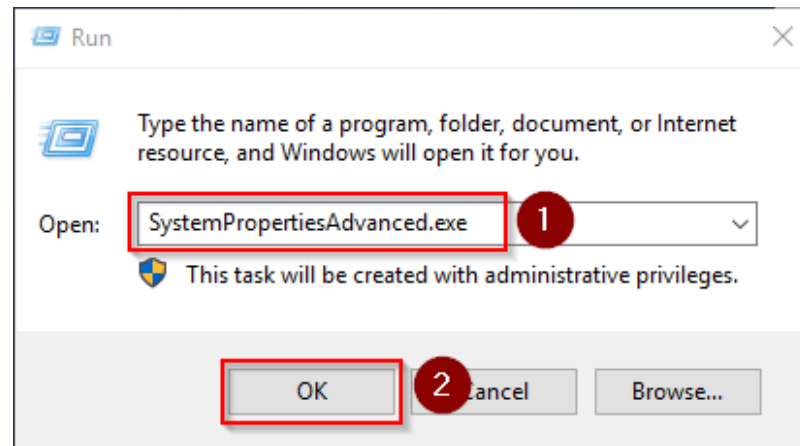 Run
Type the name of a program, folder, document, or Internet
resource, and Windows will open it for you.
Open: SystemPropertiesAdvanced.exe 1
This task will be created with administrative privileges.
OK 2 Cancel Browse...